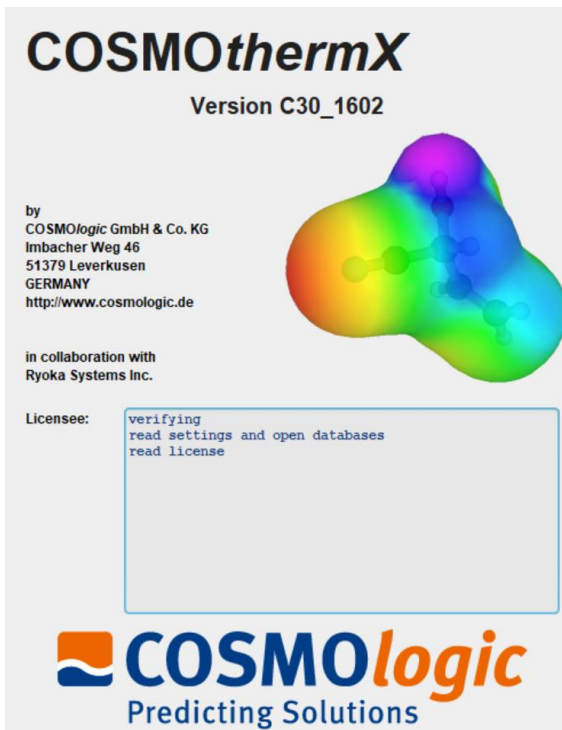 COSMOthermX
Version C30_1602
by
COSMOlogic GmbH & Co. KG
Imbacher Weg 46
51379 Leverkusen
GERMANY
http://www.cosmologic.de
in collaboration with
Ryoka Systems Inc.
Licensee:
verifying
read settings and open databases
read license
COSMOlogic
Predicting Solutions